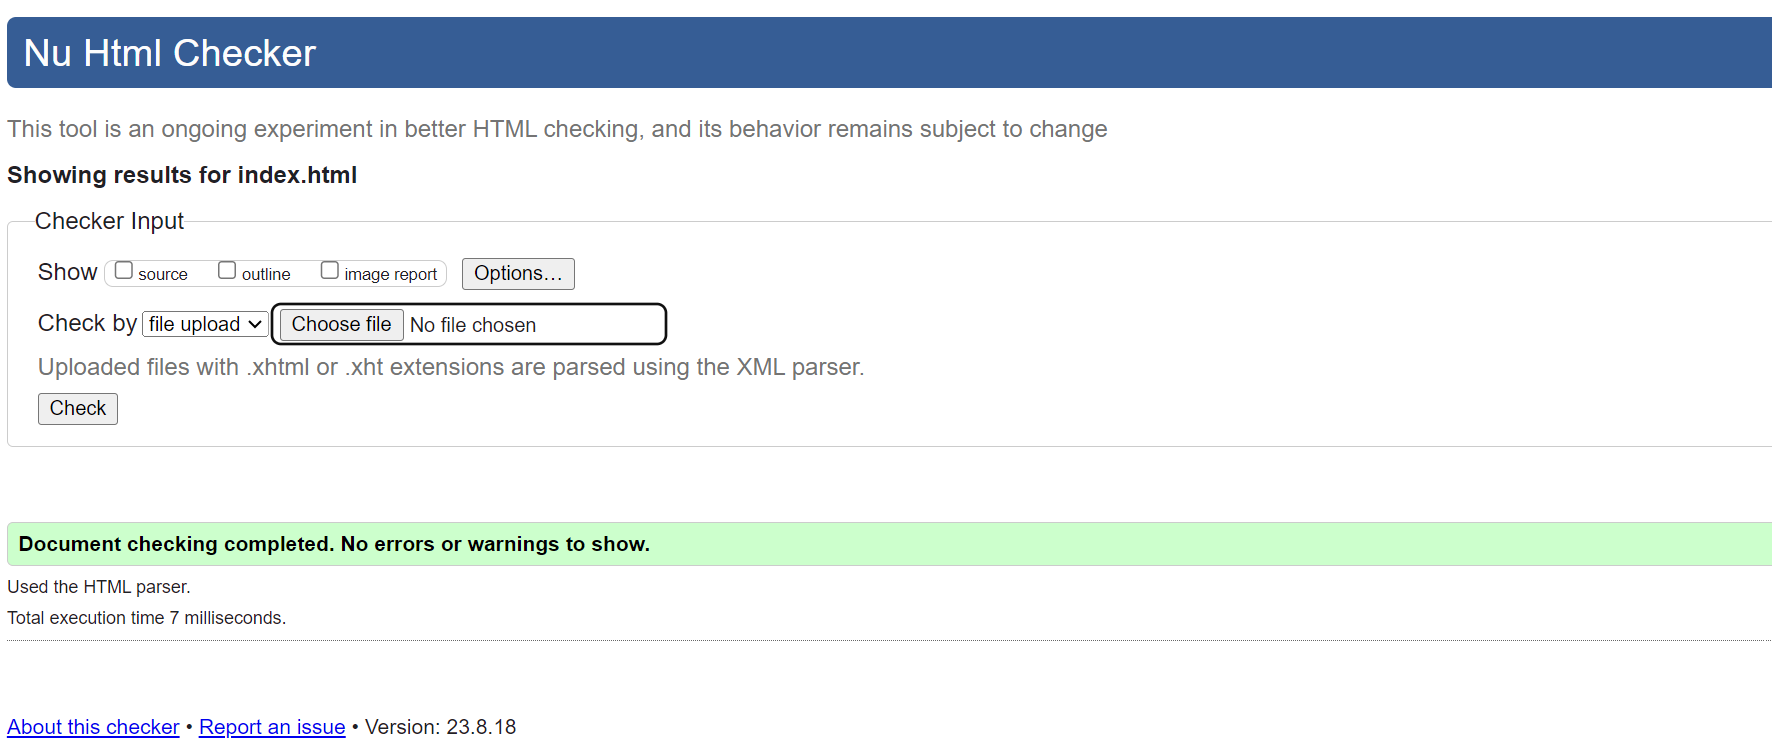 Nu Html Checker
This tool is an ongoing experiment in better HTML checking, and its behavior remains subject to change
Showing results for index.html
Checker Input
Show source outline image report Options…
Check by file upload Choose file No file chosen
Uploaded files with .xhtml or .xht extensions are parsed using the XML parser.
Check
Document checking completed. No errors or warnings to show.
Used the HTML parser.
Total execution time 7 milliseconds.
About this checker • Report an issue • Version: 23.8.18